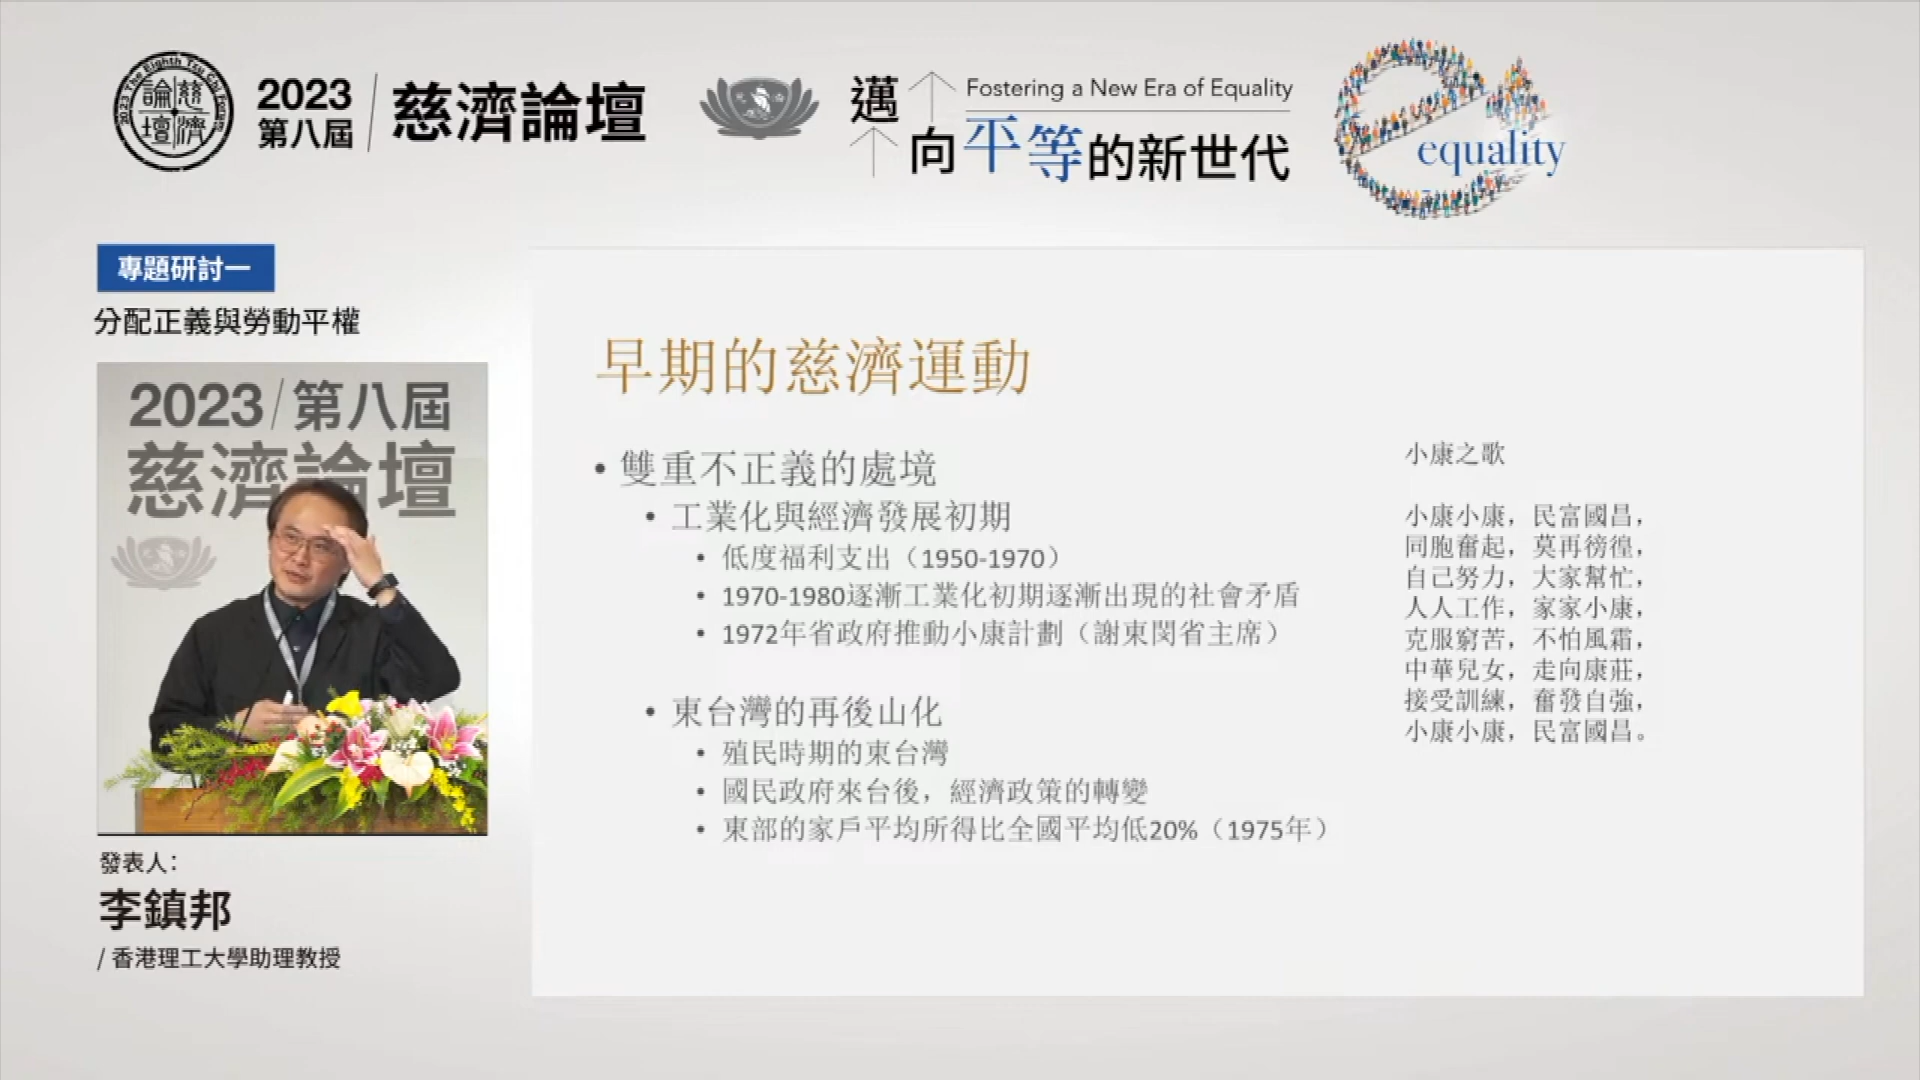 2023 The Eighth Tzu Chi Forum
慈濟論壇
2023
第八屆
慈濟論壇
邁向平等的新世代
Fostering a New Era of Equality
equality
專題研討一
分配正義與勞動平權
2023/第八屆
慈濟論壇
發表人：
李鎮邦
/ 香港理工大學助理教授
早期的慈濟運動
• 雙重不正義的處境
• 工業化與經濟發展初期
• 低度福利支出（1950-1970）
• 1970-1980逐漸工業化初期逐漸出現的社會矛盾
• 1972年省政府推動小康計劃（謝東閔省主席）
• 東台灣的再後山化
• 殖民時期的東台灣
• 國民政府來台後，經濟政策的轉變
• 東部的家戶平均所得比全國平均低20%（1975年）
小康之歌
小康小康，民富國昌，
同胞奮起，莫再徬徨，
自己努力，大家幫忙，
人人工作，家家小康，
克服窮苦，不怕風霜，
中華兒女，走向康莊，
接受訓練，奮發自強，
小康小康，民富國昌。